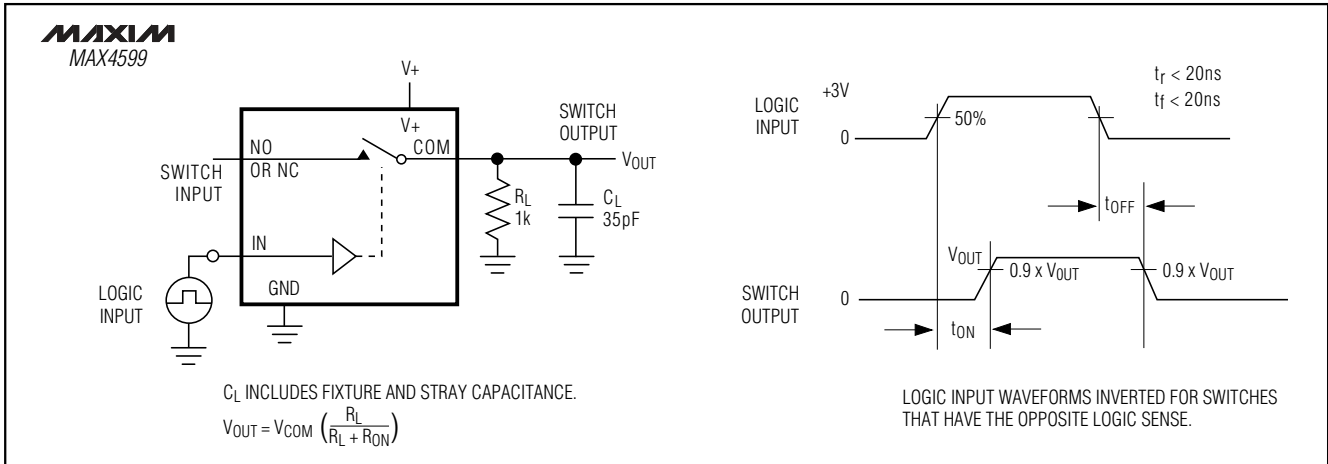 MAXIM
MAX4599
V+
V+
NO
OR NC
COM
SWITCH
INPUT
SWITCH
OUTPUT
VOUT
RL
1k
CL
35pF
IN
GND
LOGIC
INPUT
CL INCLUDES FIXTURE AND STRAY CAPACITANCE.
VOUT = VCOM (RL / RL + RON)
LOGIC
INPUT
+3V
0
50%
tr < 20ns
tf < 20ns
tOFF
VOUT
0.9 x VOUT
0.9 x VOUT
SWITCH
OUTPUT
0
tON
LOGIC INPUT WAVEFORMS INVERTED FOR SWITCHES
THAT HAVE THE OPPOSITE LOGIC SENSE.